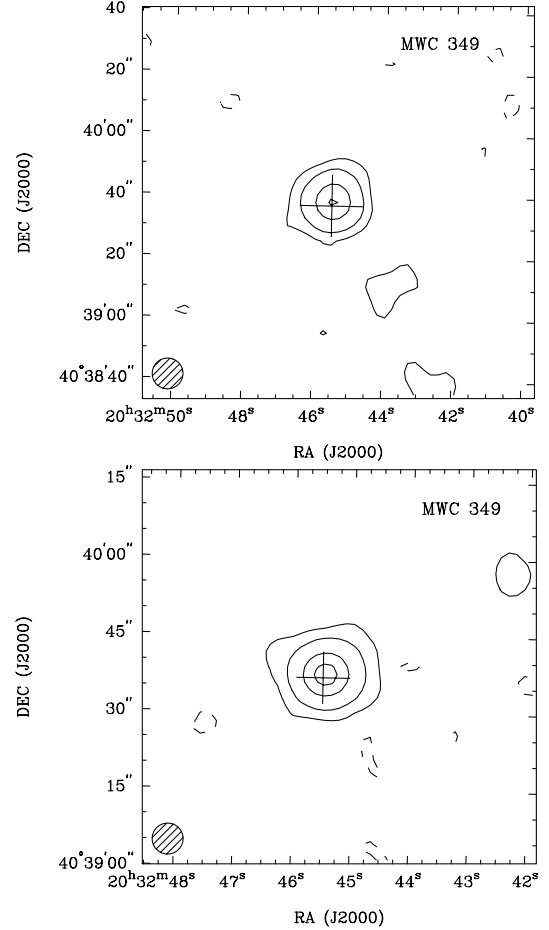 40
MWC 349
20"
40'00"
40"
DEC (J2000)
20"
39'00"
40°38'40"
20ʰ32ᵐ50ˢ 48ˢ 46ˢ 44ˢ 42ˢ 40ˢ
RA (J2000)
15"
MWC 349
40'00"
45"
DEC (J2000)
30"
15"
40°39'00"
20ʰ32ᵐ48ˢ 47ˢ 46ˢ 45ˢ 44ˢ 43ˢ 42ˢ
RA (J2000)